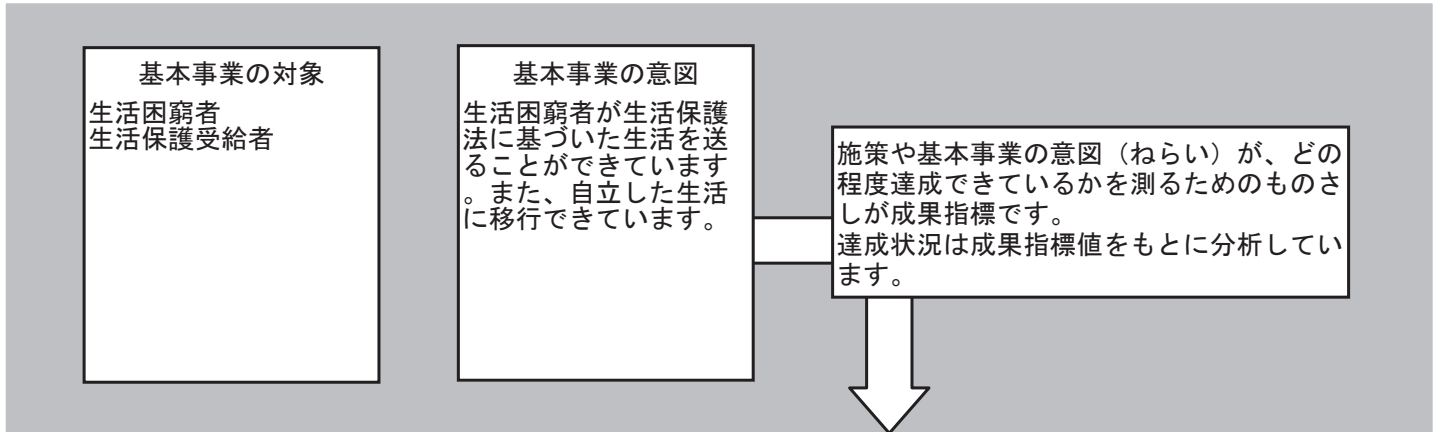 基本事業の対象
生活困窮者
生活保護受給者
基本事業の意図
生活困窮者が生活保護
法に基づいた生活を送
ることができています
。また、自立した生活
に移行できています。
施策や基本事業の意図（ねらい）が、どの
程度達成できているかを測るためのものさ
しが成果指標です。
達成状況は成果指標値をもとに分析してい
ます。